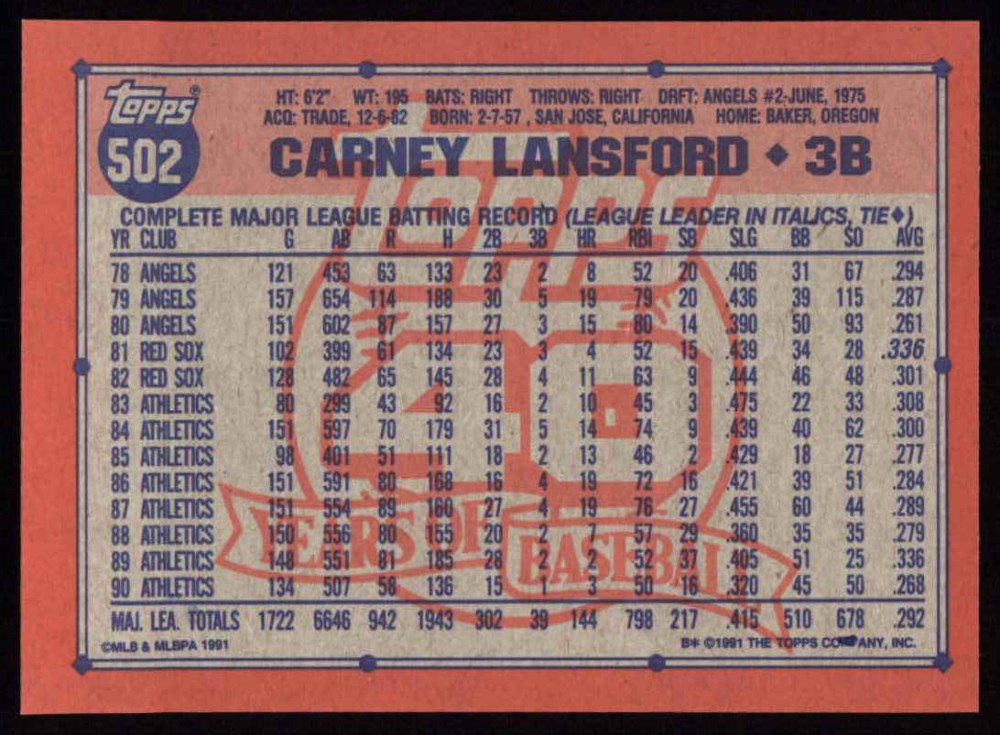 TOPPS®
502
HT: 6'2" WT: 195 BATS: RIGHT THROWS: RIGHT DRFT: ANGELS #2-JUNE, 1975
ACQ: TRADE, 12-6-82 BORN: 2-7-57, SAN JOSE, CALIFORNIA HOME: BAKER, OREGON
CARNEY LANSFORD ♦ 3B
COMPLETE MAJOR LEAGUE BATTING RECORD (LEAGUE LEADER IN ITALICS, TIE♦)
YR CLUB G AB R H 2B 3B HR RBI SB SLG BB SO AVG
78 ANGELS 121 453 63 133 23 2 8 52 20 .406 31 67 .294
79 ANGELS 157 654 114 188 30 5 19 79 20 .436 39 115 .287
80 ANGELS 151 602 87 157 27 3 15 80 14 .390 50 93 .261
81 RED SOX 102 399 61 134 23 3 4 52 15 .439 34 28 .336
82 RED SOX 128 482 65 145 28 4 11 63 9 .444 46 48 .301
83 ATHLETICS 80 299 43 92 16 2 10 45 3 .475 22 33 .308
84 ATHLETICS 151 597 70 179 31 5 14 74 9 .439 40 62 .300
85 ATHLETICS 98 401 51 111 18 2 13 46 2 .429 18 27 .277
86 ATHLETICS 151 591 80 168 16 4 19 72 16 .421 39 51 .284
87 ATHLETICS 151 554 89 160 27 4 19 76 27 .455 60 44 .289
88 ATHLETICS 150 556 80 155 20 2 7 57 29 .360 35 35 .279
89 ATHLETICS 148 551 81 185 28 2 2 52 37 .405 51 25 .336
90 ATHLETICS 134 507 58 136 15 1 3 50 16 .320 45 50 .268
MAJ. LEA. TOTALS 1722 6646 942 1943 302 39 144 798 217 .415 510 678 .292
©MLB & MLBPA 1991 B* ©1991 THE TOPPS COMPANY, INC.
TOPPS
40
YEARS OF BASEBALL